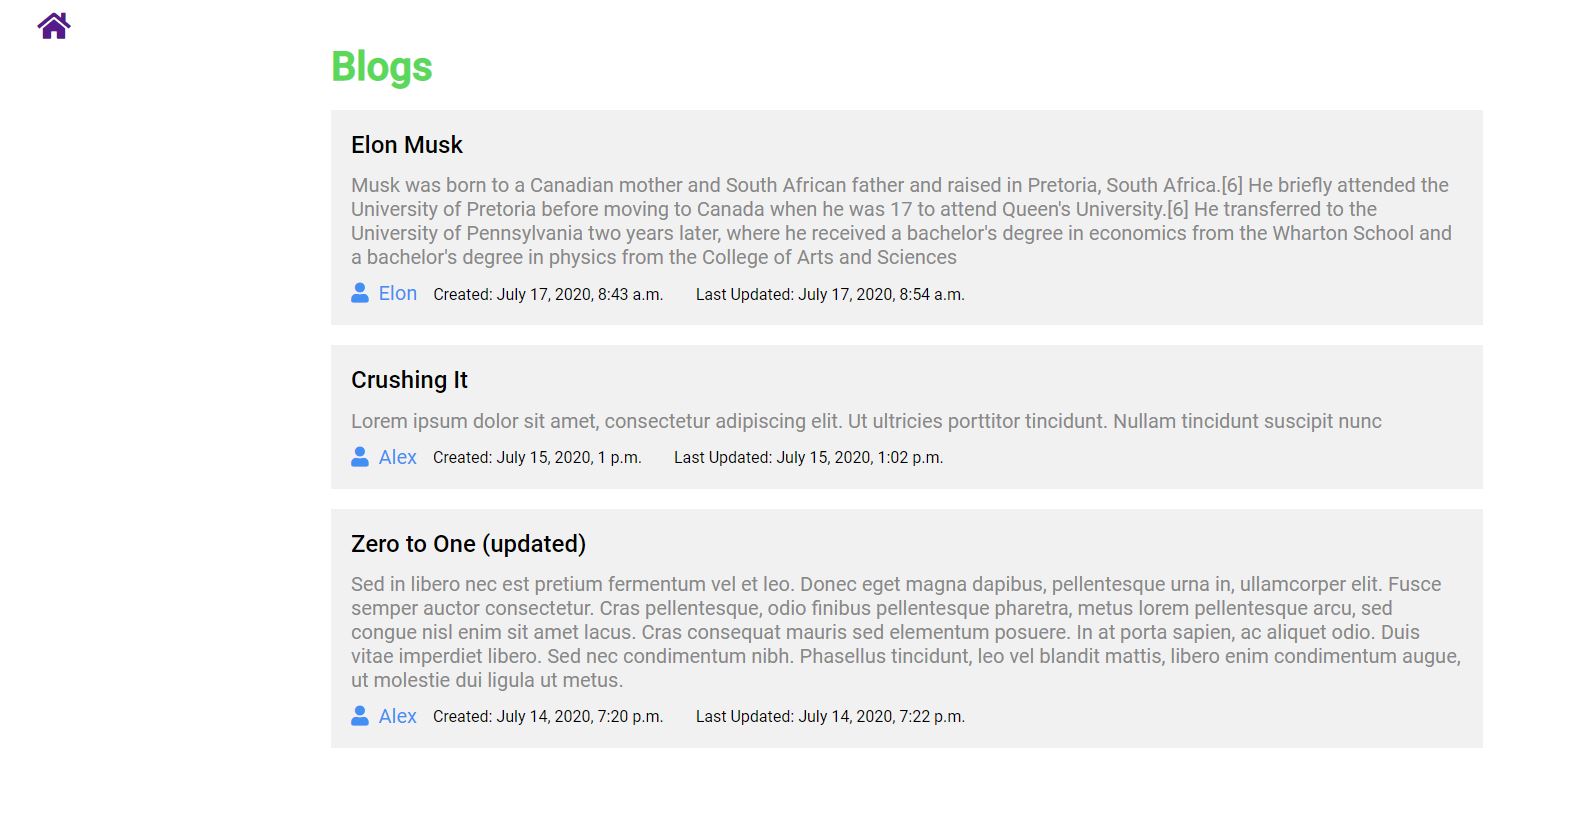 Blogs
Elon Musk
Musk was born to a Canadian mother and South African father and raised in Pretoria, South Africa.[6] He briefly attended the
University of Pretoria before moving to Canada when he was 17 to attend Queen's University.[6] He transferred to the
University of Pennsylvania two years later, where he received a bachelor's degree in economics from the Wharton School and
a bachelor's degree in physics from the College of Arts and Sciences
Elon Created: July 17, 2020, 8:43 a.m. Last Updated: July 17, 2020, 8:54 a.m.
Crushing It
Lorem ipsum dolor sit amet, consectetur adipiscing elit. Ut ultricies porttitor tincidunt. Nullam tincidunt suscipit nunc
Alex Created: July 15, 2020, 1 p.m. Last Updated: July 15, 2020, 1:02 p.m.
Zero to One (updated)
Sed in libero nec est pretium fermentum vel et leo. Donec eget magna dapibus, pellentesque urna in, ullamcorper elit. Fusce
semper auctor consectetur. Cras pellentesque, odio finibus pellentesque pharetra, metus lorem pellentesque arcu, sed
congue nisl enim sit amet lacus. Cras consequat mauris sed elementum posuere. In at porta sapien, ac aliquet odio. Duis
vitae imperdiet libero. Sed nec condimentum nibh. Phasellus tincidunt, leo vel blandit mattis, libero enim condimentum augue,
ut molestie dui ligula ut metus.
Alex Created: July 14, 2020, 7:20 p.m. Last Updated: July 14, 2020, 7:22 p.m.